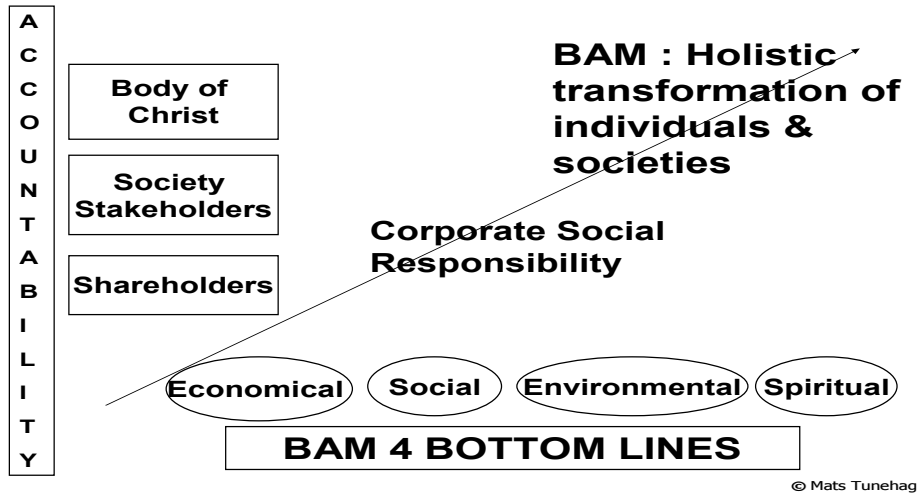 ACCOUNTABILITY
Body of
Christ
Society
Stakeholders
Shareholders
BAM : Holistic
transformation of
individuals &
societies
Corporate Social
Responsibility
Economical
Social
Environmental
Spiritual
BAM 4 BOTTOM LINES
© Mats Tunehag